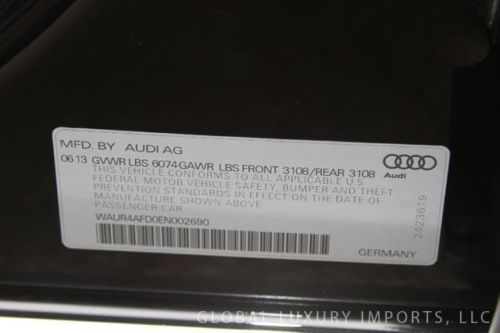 MFD. BY AUDI AG
06 13 GVWR LBS 6074 GAWR LBS FRONT 3108/REAR 3108
THIS VEHICLE CONFORMS TO ALL APPLICABLE U.S
FEDERAL MOTOR VEHICLE SAFETY, BUMPER AND THEFT
PREVENTION STANDARDS IN EFFECT ON THE DATE OF
MANUFACTURE SHOWN ABOVE
PASSENGER CAR
WAUR4AFD0EN002690
Audi
2423619
GERMANY
GLOBAL LUXURY IMPORTS, LLC